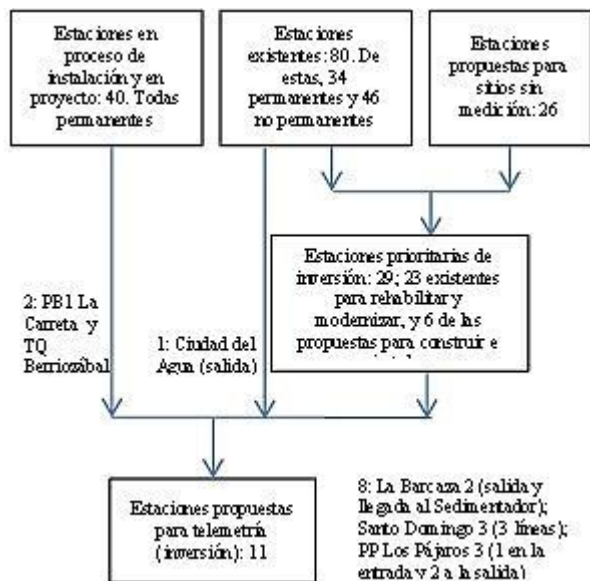 Estaciones en
proceso de
instalación y en
proyecto: 40. Todas
permanentes
Estaciones
existentes: 80. De
estas, 34
permanentes y 46
no permanentes
Estaciones
propuestas para
sitios sin
medición: 26
Estaciones prioritarias de
inversión: 29; 23 existentes
para rehabilitar y
modernizar, y 6 de las
propuestas para construir e
2: PB1 La
Carreta y
TQ
Berriozábal
1: Ciudad del
Agua (salida)
Estaciones propuestas
para telemetría
(inversión): 11
8: La Barcaza 2 (salida y
llegada al Sedimentador);
Santo Domingo 3 (3 líneas);
PP Los Pájaros 3 (1 en la
entrada y 2 a la salida)